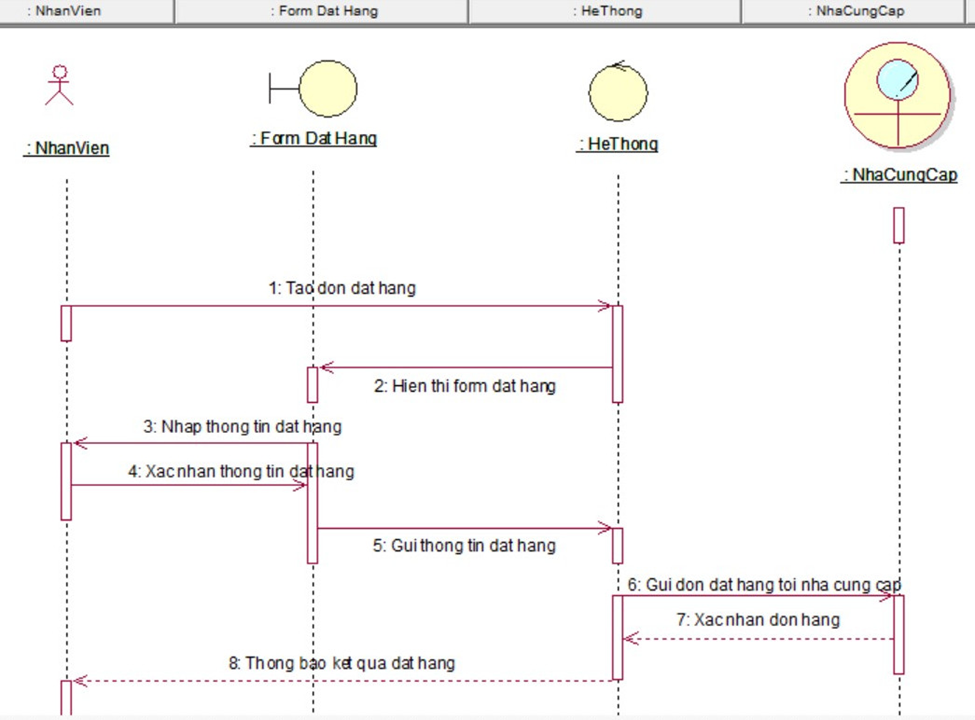 : NhanVien
: Form Dat Hang
: HeThong
: NhaCungCap
: NhanVien
: Form Dat Hang
: HeThong
: NhaCungCap
1: Tao don dat hang
2: Hien thi form dat hang
3: Nhap thong tin dat hang
4: Xac nhan thong tin dat hang
5: Gui thong tin dat hang
6: Gui don dat hang toi nha cung cap
7: Xac nhan don hang
8: Thong bao ket qua dat hang